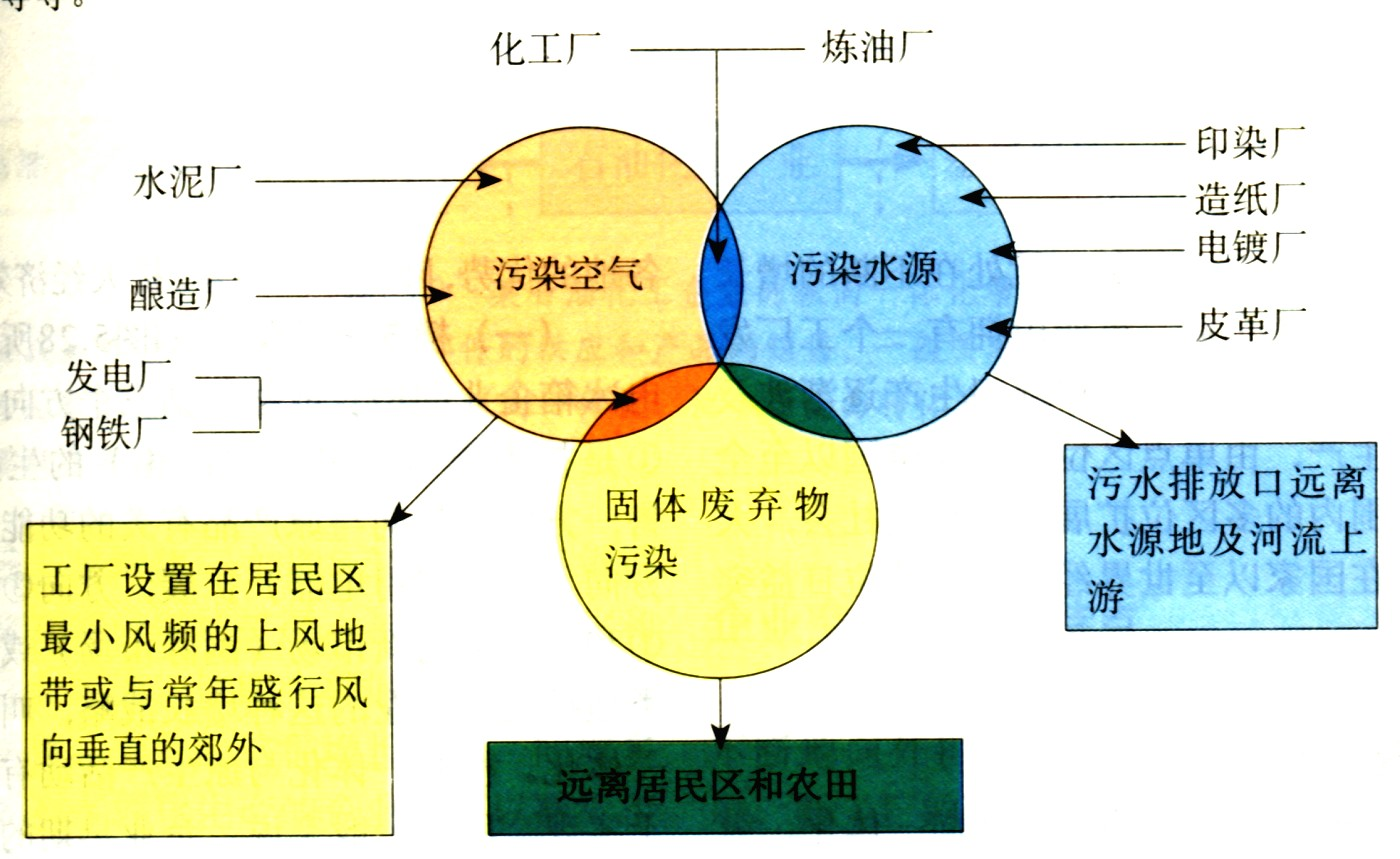 等等。
化工厂
炼油厂
水泥厂
酿造厂
发电厂
钢铁厂
印染厂
造纸厂
电镀厂
皮革厂
污染空气
污染水源
固体废弃物
污染
工厂设置在居民区
最小风频的上风地
带或与常年盛行风
向垂直的郊外
污水排放口远离
水源地及河流上
游
远离居民区和农田